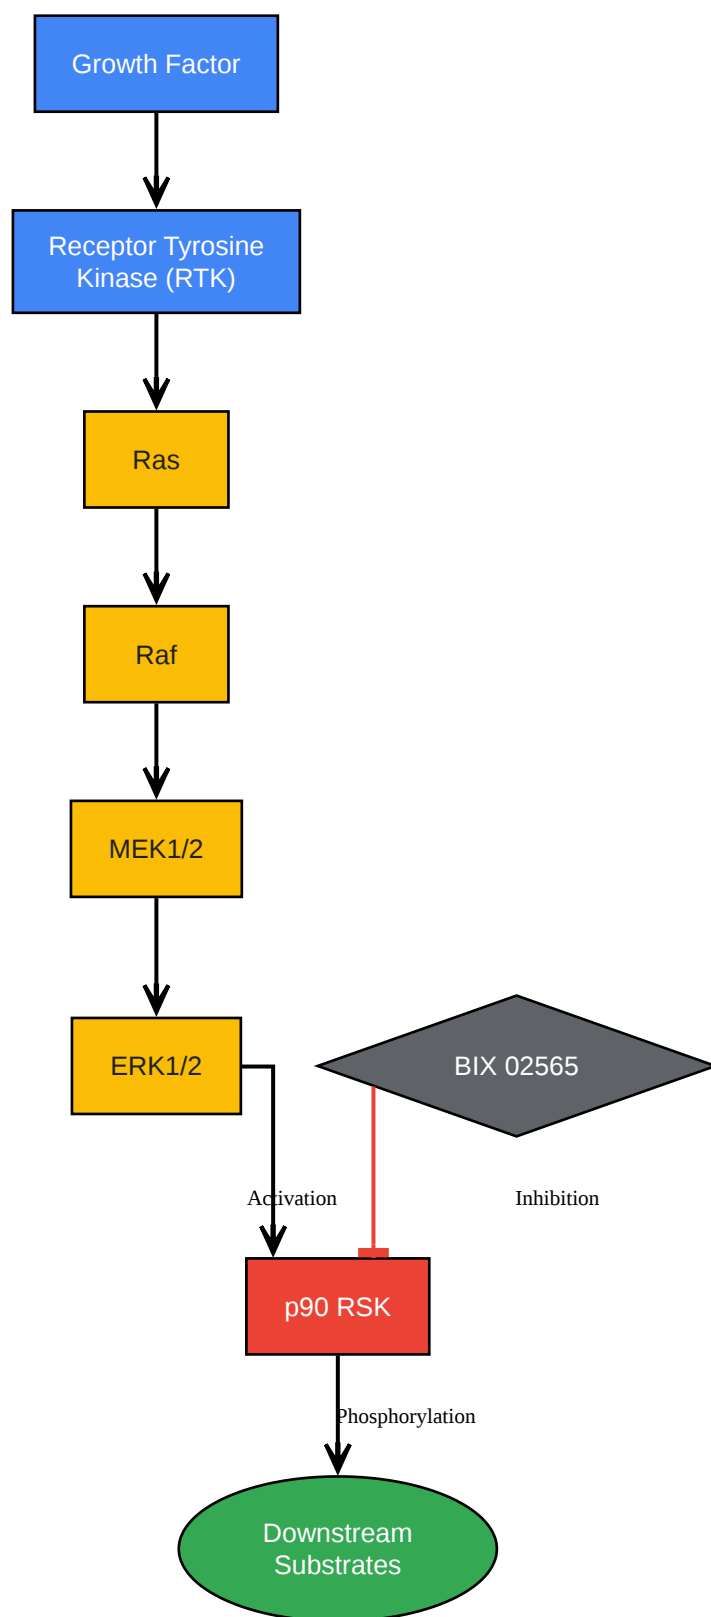 Growth Factor
Receptor Tyrosine
Kinase (RTK)
Ras
Raf
MEK1/2
ERK1/2
BIX 02565
Activation
Inhibition
p90 RSK
Phosphorylation
Downstream
Substrates